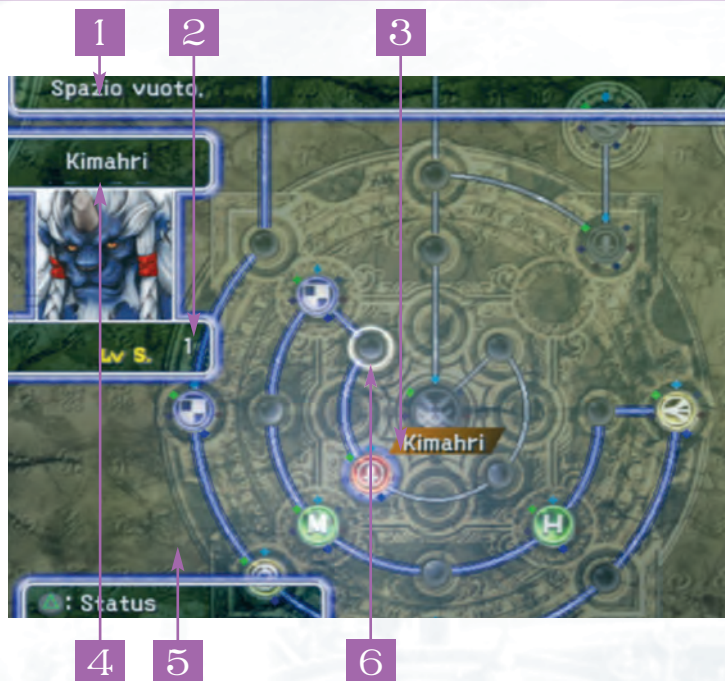 1 2 3
Spazio vuoto.
Kimahri
Lv S. 1
Kimahri
M H
: Status
4 5 6